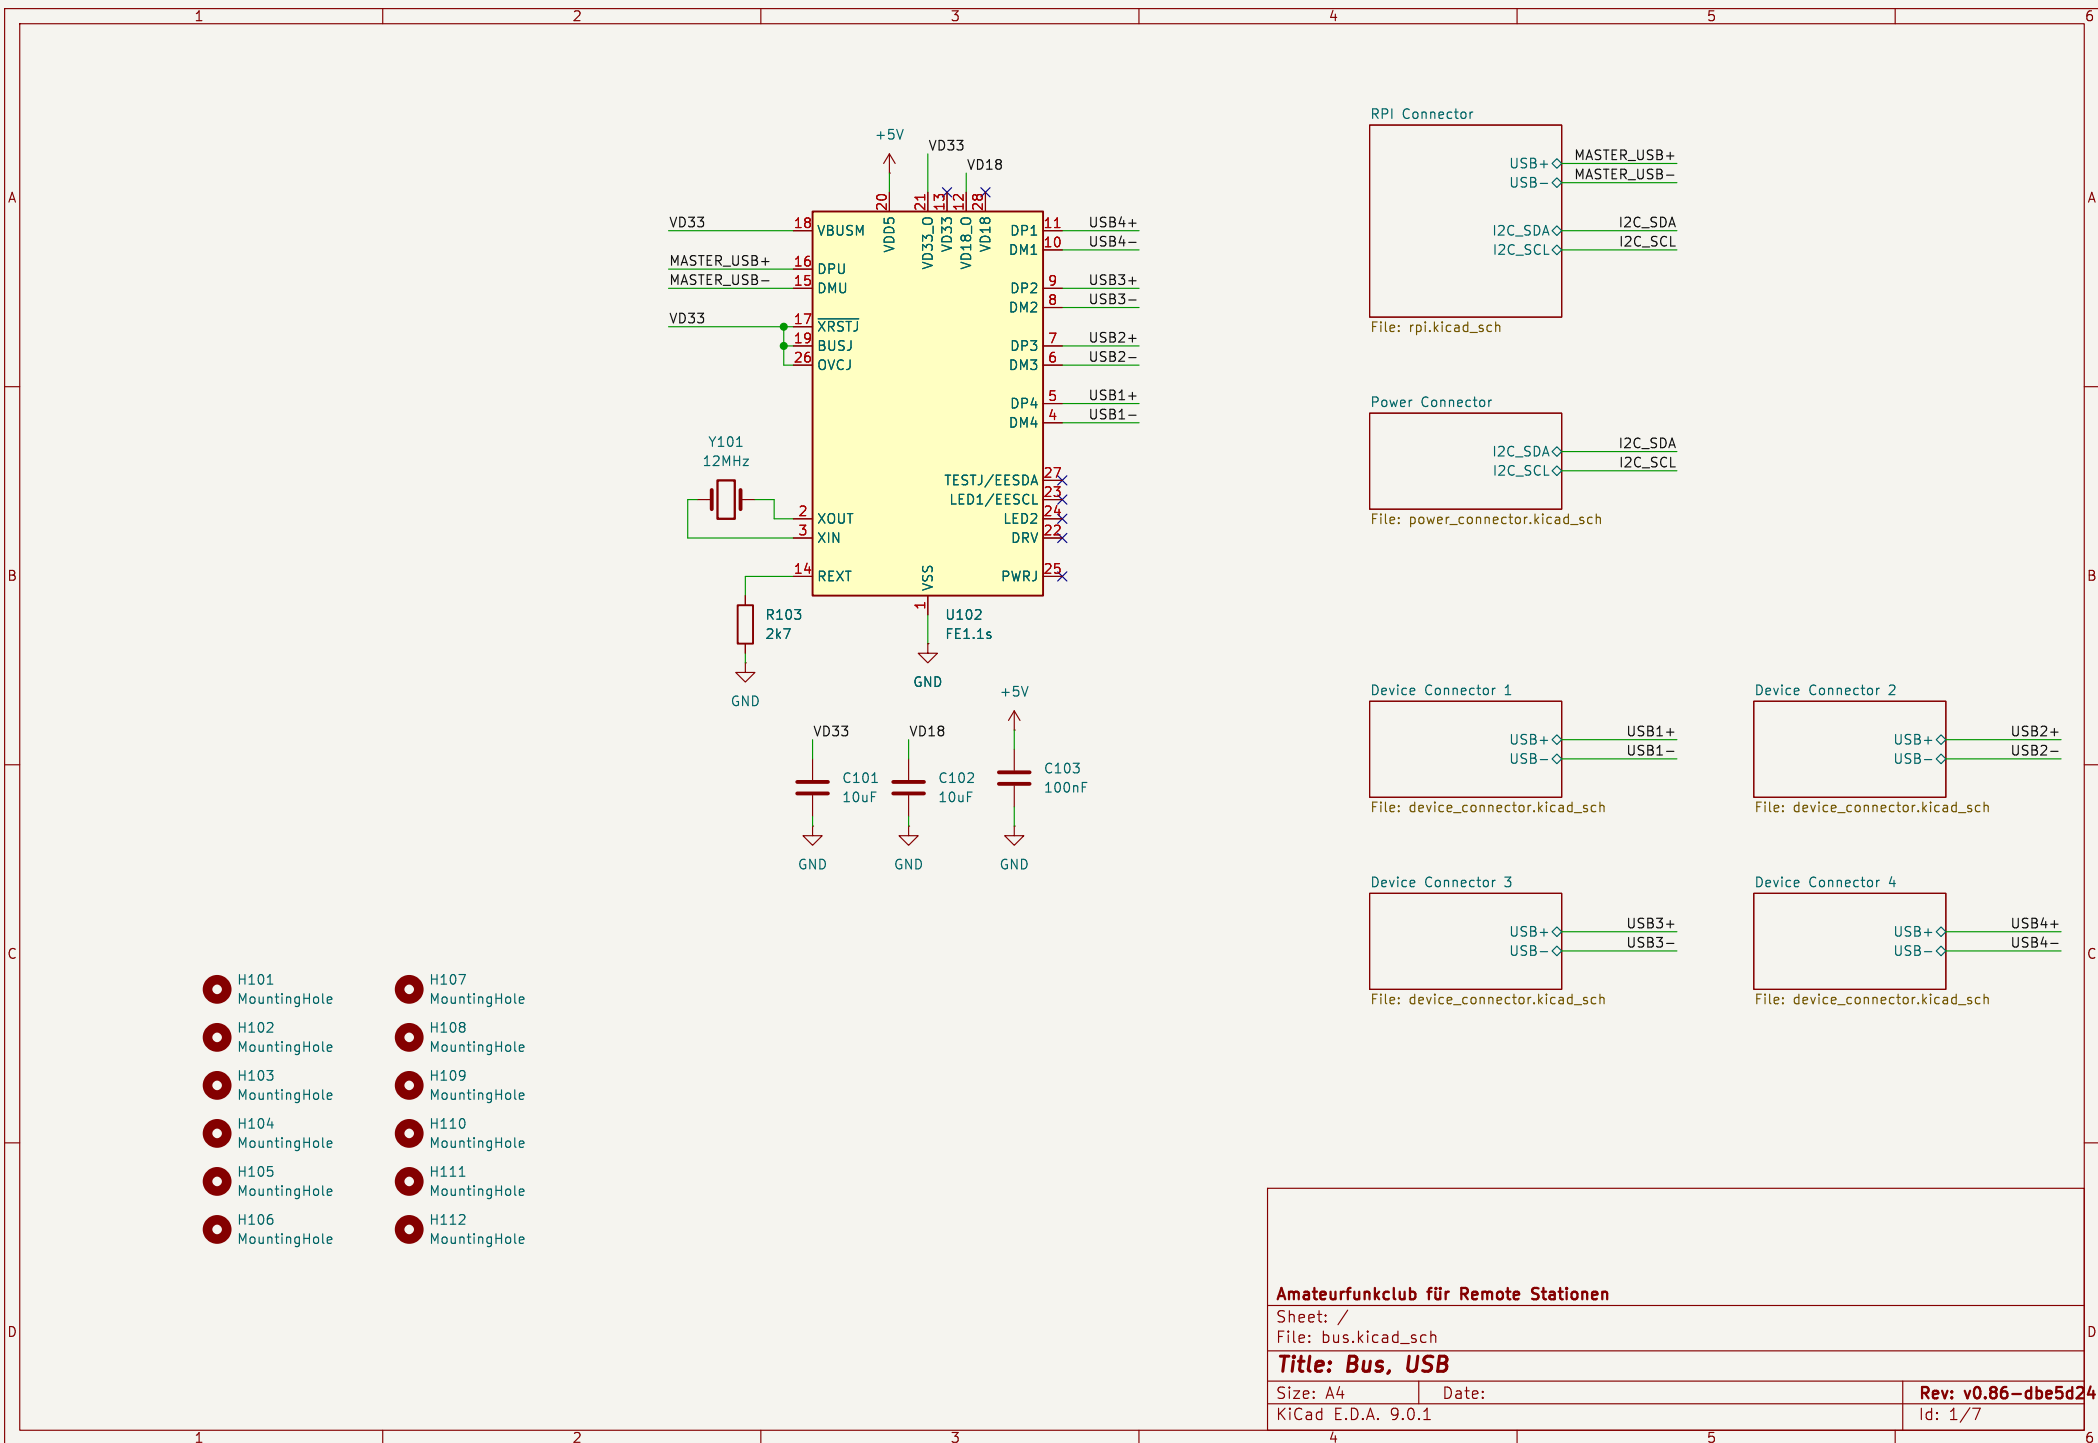 1 2 3 4 5 6
A
B
C
D
A
B
C
D
1 2 3 4 5 6
+5V
VD33
VD18
20 21 13 12 28
VDD5 VD33_O VD33 VD18_O VD18
VD33 18 VBUSM
MASTER_USB+ 16 DPU
MASTER_USB- 15 DMU
VD33 17 XRSTJ
19 BUSJ
26 OVCJ
Y101
12MHz
2 XOUT
3 XIN
14 REXT
R103
2k7
GND
DP1 11 USB4+
DM1 10 USB4-
DP2 9 USB3+
DM2 8 USB3-
DP3 7 USB2+
DM3 6 USB2-
DP4 5 USB1+
DM4 4 USB1-
TESTJ/EESDA 27
LED1/EESCL 23
LED2 24
DRV 22
PWRJ 25
VSS
1
U102
FE1.1s
GND
VD33
C101
10uF
GND
VD18
C102
10uF
GND
+5V
C103
100nF
GND
RPI Connector
USB+ MASTER_USB+
USB- MASTER_USB-
I2C_SDA I2C_SDA
I2C_SCL I2C_SCL
File: rpi.kicad_sch
Power Connector
I2C_SDA I2C_SDA
I2C_SCL I2C_SCL
File: power_connector.kicad_sch
Device Connector 1
USB+ USB1+
USB- USB1-
File: device_connector.kicad_sch
Device Connector 2
USB+ USB2+
USB- USB2-
File: device_connector.kicad_sch
Device Connector 3
USB+ USB3+
USB- USB3-
File: device_connector.kicad_sch
Device Connector 4
USB+ USB4+
USB- USB4-
File: device_connector.kicad_sch
H101
MountingHole
H102
MountingHole
H103
MountingHole
H104
MountingHole
H105
MountingHole
H106
MountingHole
H107
MountingHole
H108
MountingHole
H109
MountingHole
H110
MountingHole
H111
MountingHole
H112
MountingHole
Amateurfunkclub für Remote Stationen
Sheet: /
File: bus.kicad_sch
Title: Bus, USB
Size: A4 Date: Rev: v0.86-dbe5d24
KiCad E.D.A. 9.0.1 Id: 1/7